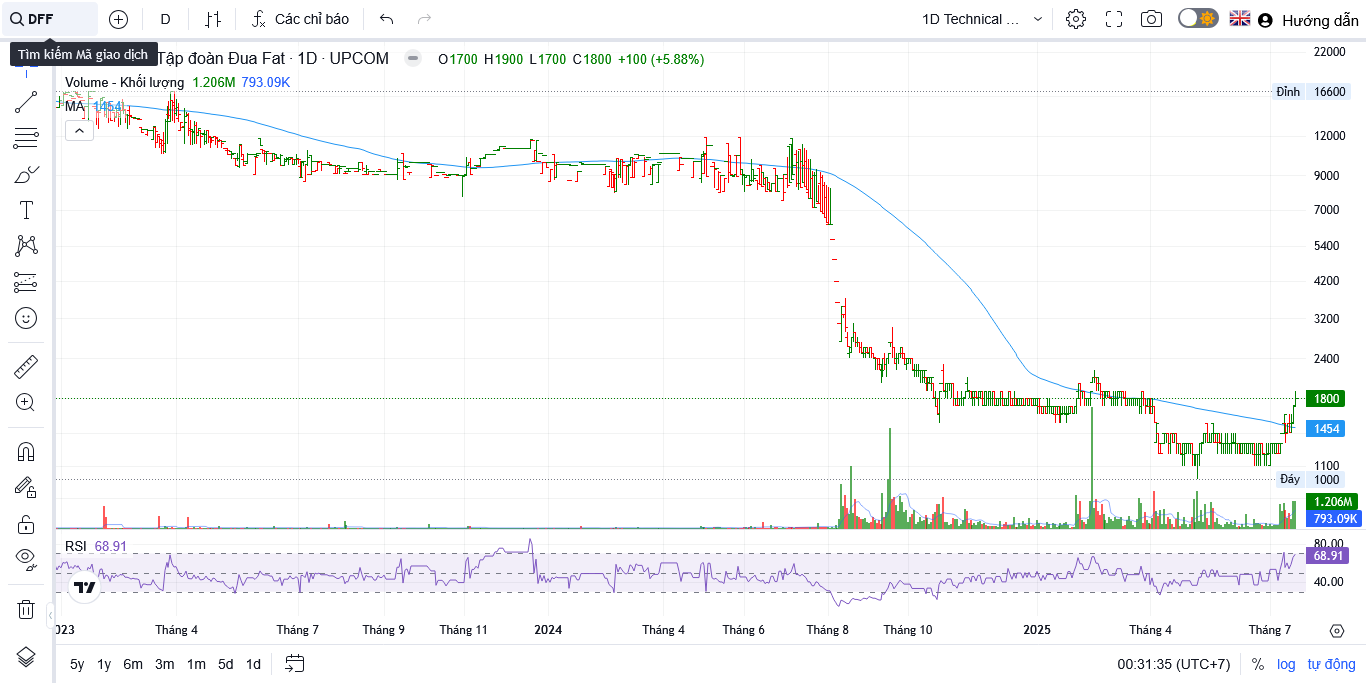 DFF D Các chỉ báo 1D Technical ... Hướng dẫn
Tìm kiếm Mã giao dịch Tập đoàn Đua Fat · 1D · UPCOM O1700 H1900 L1700 C1800 +100 (+5.88%)
Volume - Khối lượng 1.206M 793.09K
MA 1454
22000
Đỉnh 16600
12000
9000
7000
5400
4200
3200
2400
1800
1454
1100
Đáy 1000
1.206M
793.09K
RSI 68.91
80.00
68.91
40.00
023 Tháng 4 Tháng 7 Tháng 9 Tháng 11 2024 Tháng 4 Tháng 6 Tháng 8 Tháng 10 2025 Tháng 4 Tháng 7
5y 1y 6m 3m 1m 5d 1d 00:31:35 (UTC+7) % log tự động